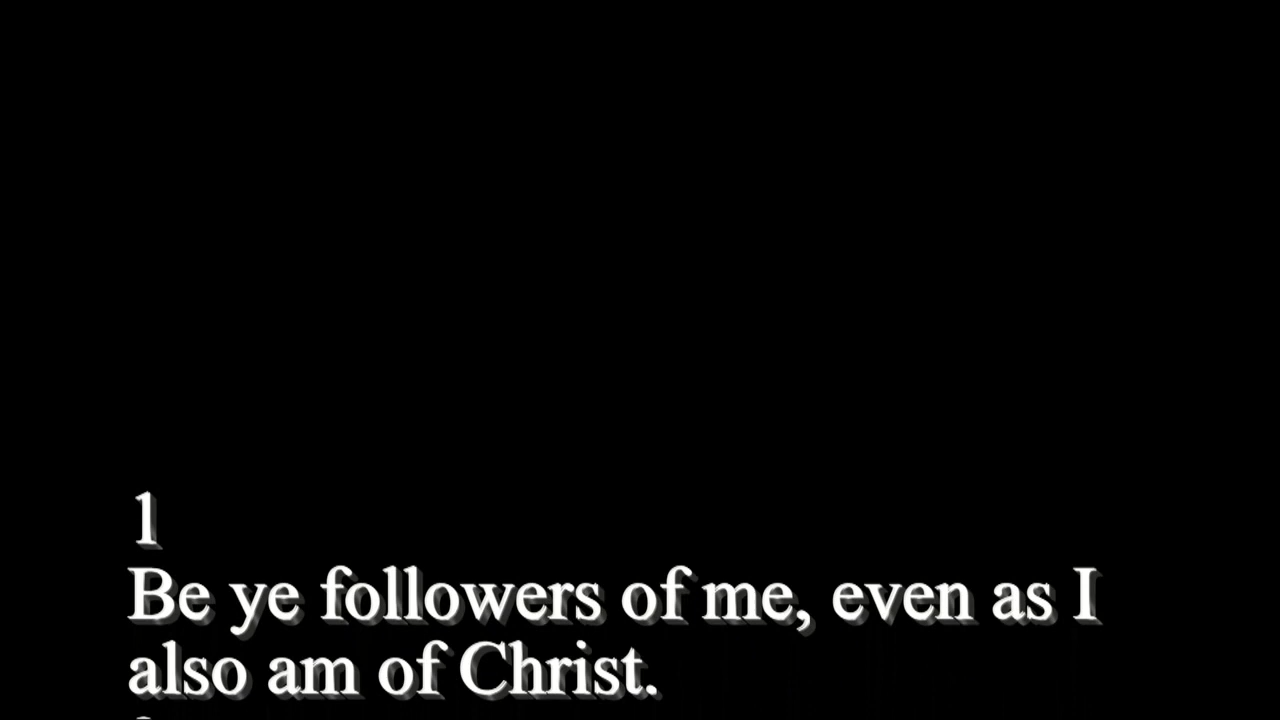 1
Be ye followers of me, even as I
also am of Christ.